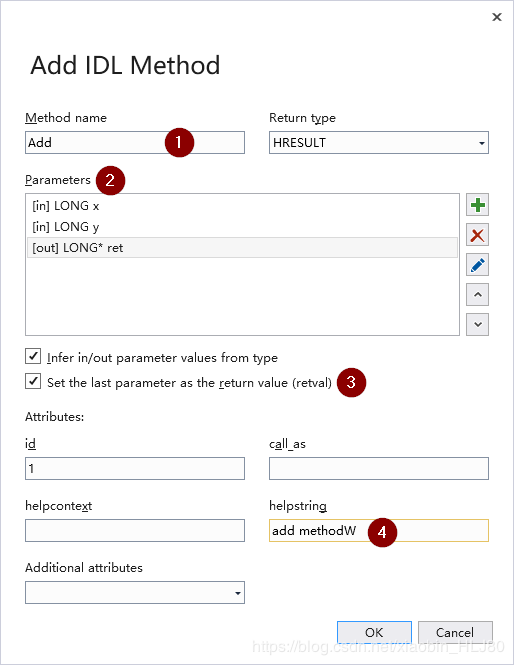 Add IDL Method
Method name
Return type
Add
1
HRESULT
Parameters
2
[in] LONG x
[in] LONG y
[out] LONG* ret
Infer in/out parameter values from type
Set the last parameter as the return value (retval)
3
Attributes:
id
call_as
1
helpcontext
helpstring
add methodW
4
Additional attributes
OK
Cancel
https://blog.csdn.net/xiaobin_HLJ80